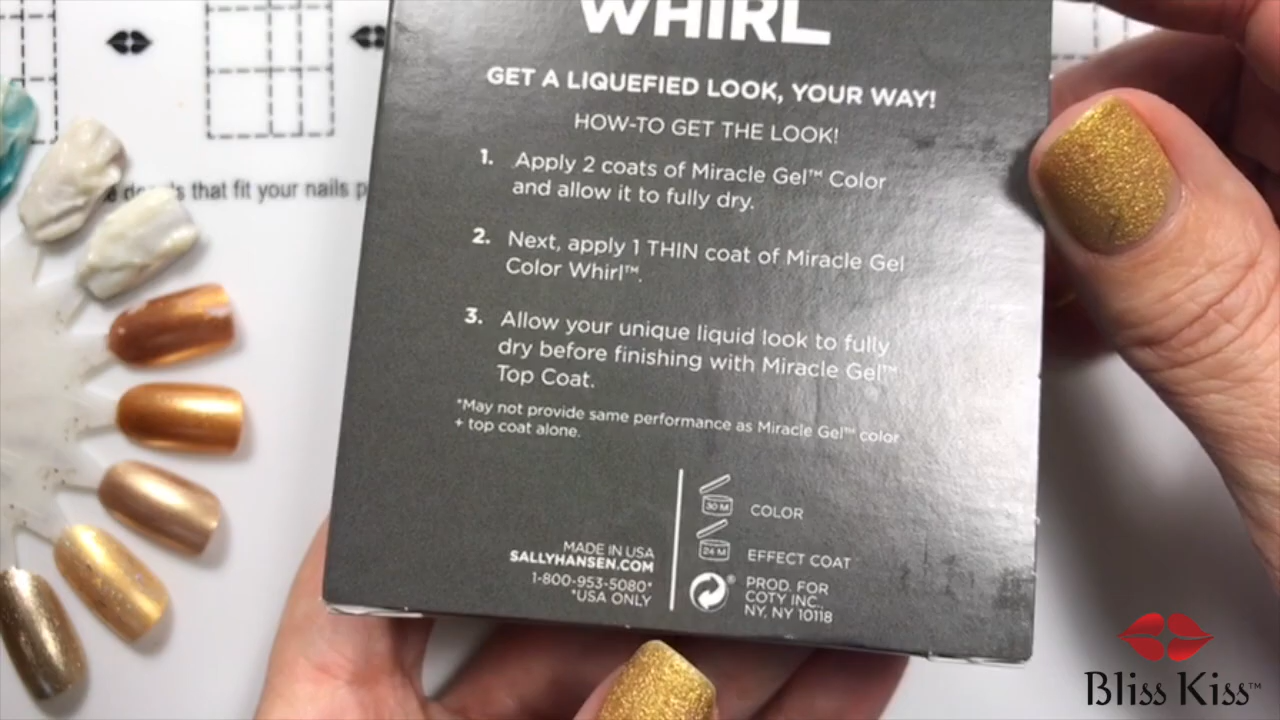 WHIRL
GET A LIQUEFIED LOOK, YOUR WAY!
HOW-TO GET THE LOOK!
1. Apply 2 coats of Miracle Gel™ Color
and allow it to fully dry.
2. Next, apply 1 THIN coat of Miracle Gel
Color Whirl™.
3. Allow your unique liquid look to fully
dry before finishing with Miracle Gel™
Top Coat.
*May not provide same performance as Miracle Gel™ color
+ top coat alone.
MADE IN USA
SALLYHANSEN.COM
1-800-953-5080*
*USA ONLY
30 M COLOR
24 M EFFECT COAT
® PROD. FOR
COTY INC.,
NY, NY 10118
that fit your nails
Bliss Kiss™